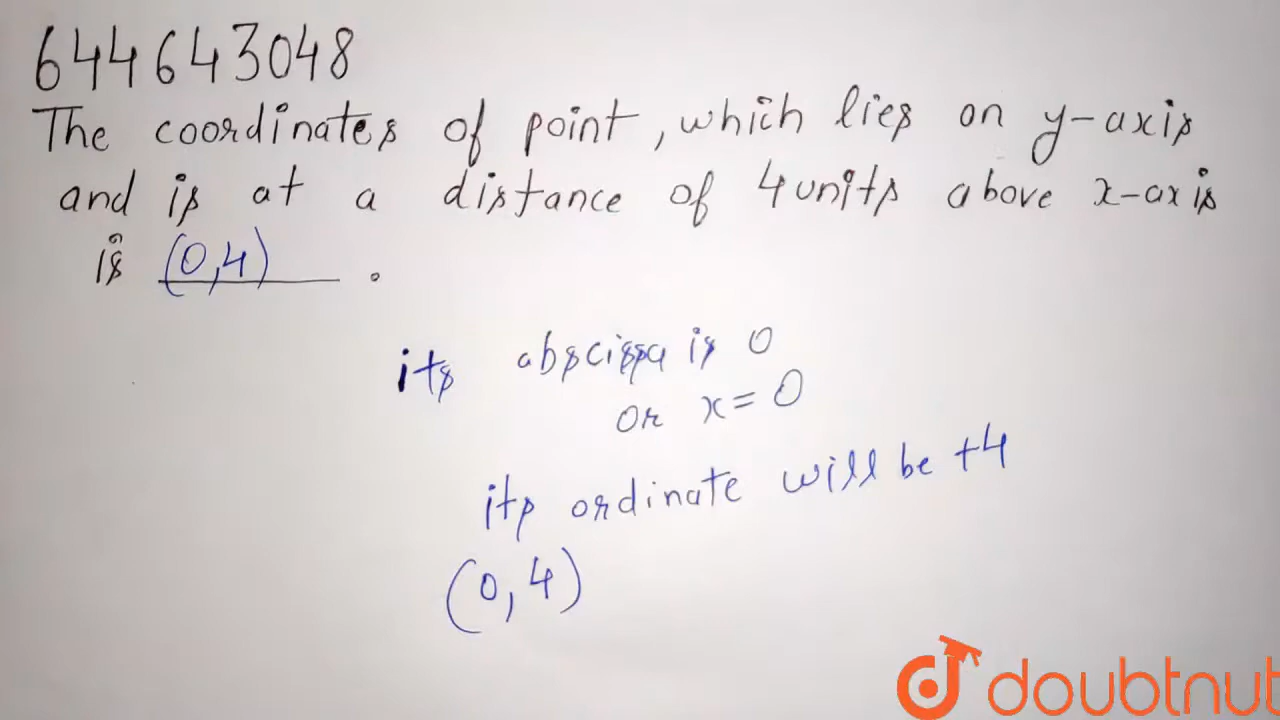 644643048
The coordinates of point, which lies on y-axis
and is at a distance of 4 units above x-axis
is (0,4) .
its abscissa is 0
or x = 0
its ordinate will be +4
(0,4)
doubtnut